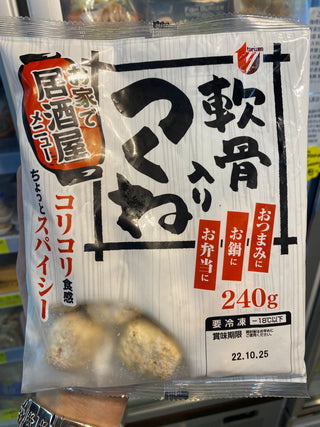 お家で
居酒屋
メニュー
軟骨入り
つくね
コリコリ食感
ちょっとスパイシー
おつまみに
お鍋に
お弁当に
240g
要冷凍 -18℃以下
賞味期限
22.10.25